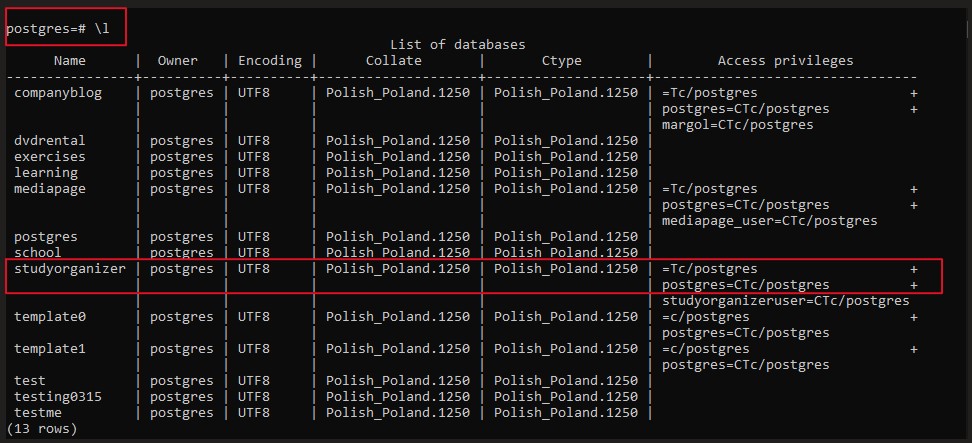 postgres=# \l
                                                List of databases
      Name      |  Owner   | Encoding |      Collate       |       Ctype        |        Access privileges
----------------+----------+----------+--------------------+--------------------+---------------------------------
 companyblog    | postgres | UTF8     | Polish_Poland.1250 | Polish_Poland.1250 | =Tc/postgres                   +
                |          |          |                    |                    | postgres=CTc/postgres          +
                |          |          |                    |                    | margol=CTc/postgres
 dvdrental      | postgres | UTF8     | Polish_Poland.1250 | Polish_Poland.1250 |
 exercises      | postgres | UTF8     | Polish_Poland.1250 | Polish_Poland.1250 |
 learning       | postgres | UTF8     | Polish_Poland.1250 | Polish_Poland.1250 |
 mediapage      | postgres | UTF8     | Polish_Poland.1250 | Polish_Poland.1250 | =Tc/postgres                   +
                |          |          |                    |                    | postgres=CTc/postgres          +
                |          |          |                    |                    | mediapage_user=CTc/postgres
 postgres       | postgres | UTF8     | Polish_Poland.1250 | Polish_Poland.1250 |
 school         | postgres | UTF8     | Polish_Poland.1250 | Polish_Poland.1250 |
 studyorganizer | postgres | UTF8     | Polish_Poland.1250 | Polish_Poland.1250 | =Tc/postgres                   +
                |          |          |                    |                    | postgres=CTc/postgres          +
                |          |          |                    |                    | studyorganizeruser=CTc/postgres
 template0      | postgres | UTF8     | Polish_Poland.1250 | Polish_Poland.1250 | =c/postgres                    +
                |          |          |                    |                    | postgres=CTc/postgres
 template1      | postgres | UTF8     | Polish_Poland.1250 | Polish_Poland.1250 | =c/postgres                    +
                |          |          |                    |                    | postgres=CTc/postgres
 test           | postgres | UTF8     | Polish_Poland.1250 | Polish_Poland.1250 |
 testing0315    | postgres | UTF8     | Polish_Poland.1250 | Polish_Poland.1250 |
 testme         | postgres | UTF8     | Polish_Poland.1250 | Polish_Poland.1250 |
(13 rows)